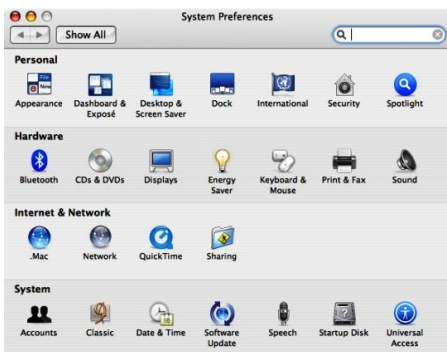 System Preferences
Show All
Personal
Appearance
Dashboard &
Exposé
Desktop &
Screen Saver
Dock
International
Security
Spotlight
Hardware
Bluetooth
CDs & DVDs
Displays
Energy
Saver
Keyboard &
Mouse
Print & Fax
Sound
Internet & Network
.Mac
Network
QuickTime
Sharing
System
Accounts
Classic
Date & Time
Software
Update
Speech
Startup Disk
Universal
Access